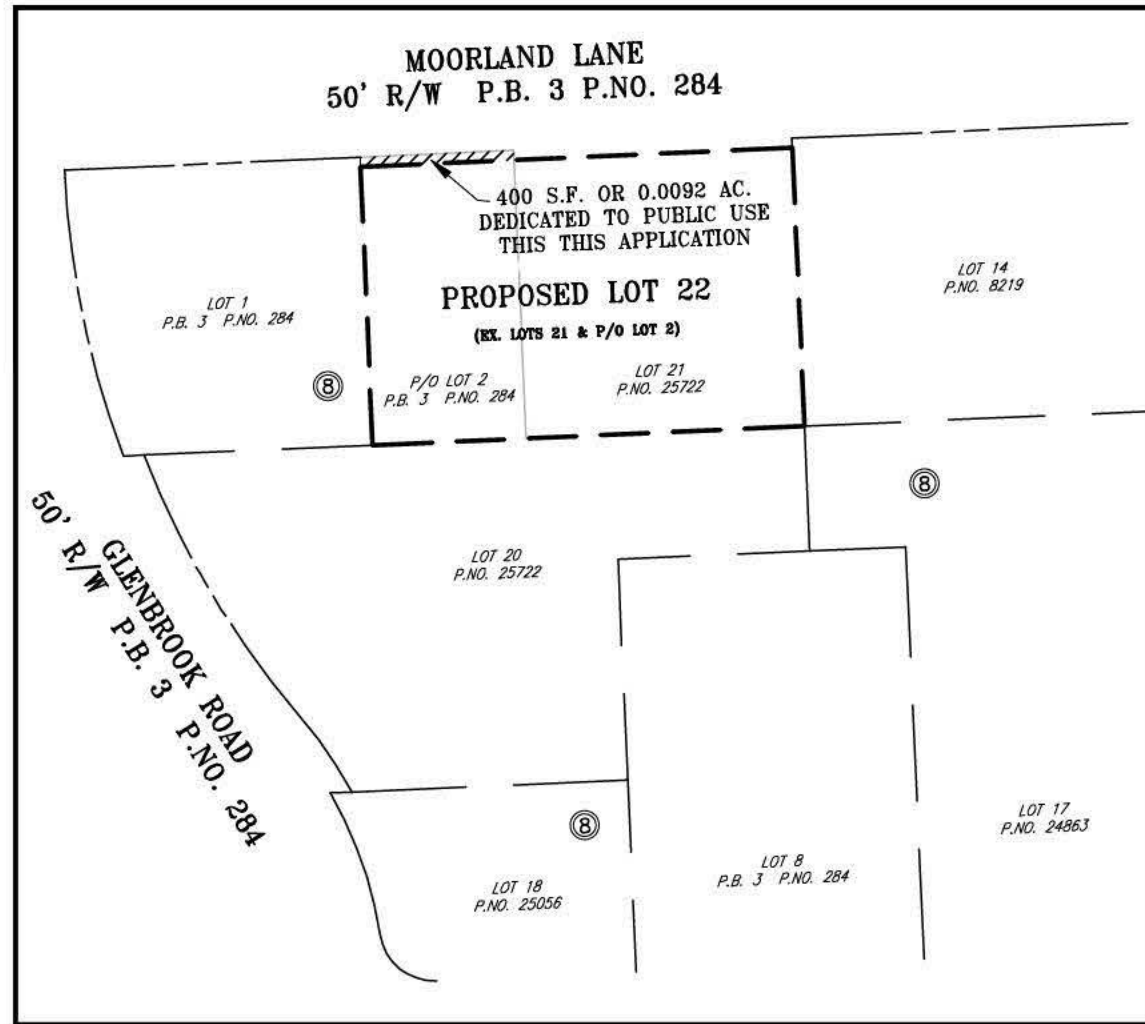 MOORLAND LANE
50' R/W P.B. 3 P.NO. 284
400 S.F. OR 0.0092 AC.
DEDICATED TO PUBLIC USE
THIS THIS APPLICATION
LOT 1
P.B. 3 P.NO. 284
PROPOSED LOT 22
(EX. LOTS 21 & P/O LOT 2)
LOT 14
P.NO. 8219
8
P/O LOT 2
P.B. 3 P.NO. 284
LOT 21
P.NO. 25722
8
GLENBROOK ROAD
50' R/W P.B. 3 P.NO. 284
LOT 20
P.NO. 25722
8
LOT 18
P.NO. 25056
LOT 8
P.B. 3 P.NO. 284
LOT 17
P.NO. 24863